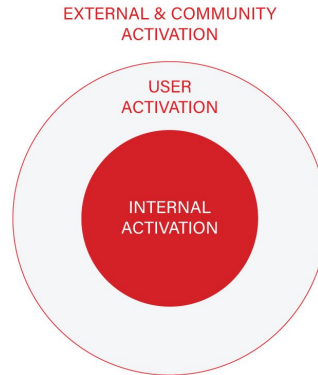 EXTERNAL & COMMUNITY
ACTIVATION
USER
ACTIVATION
INTERNAL
ACTIVATION